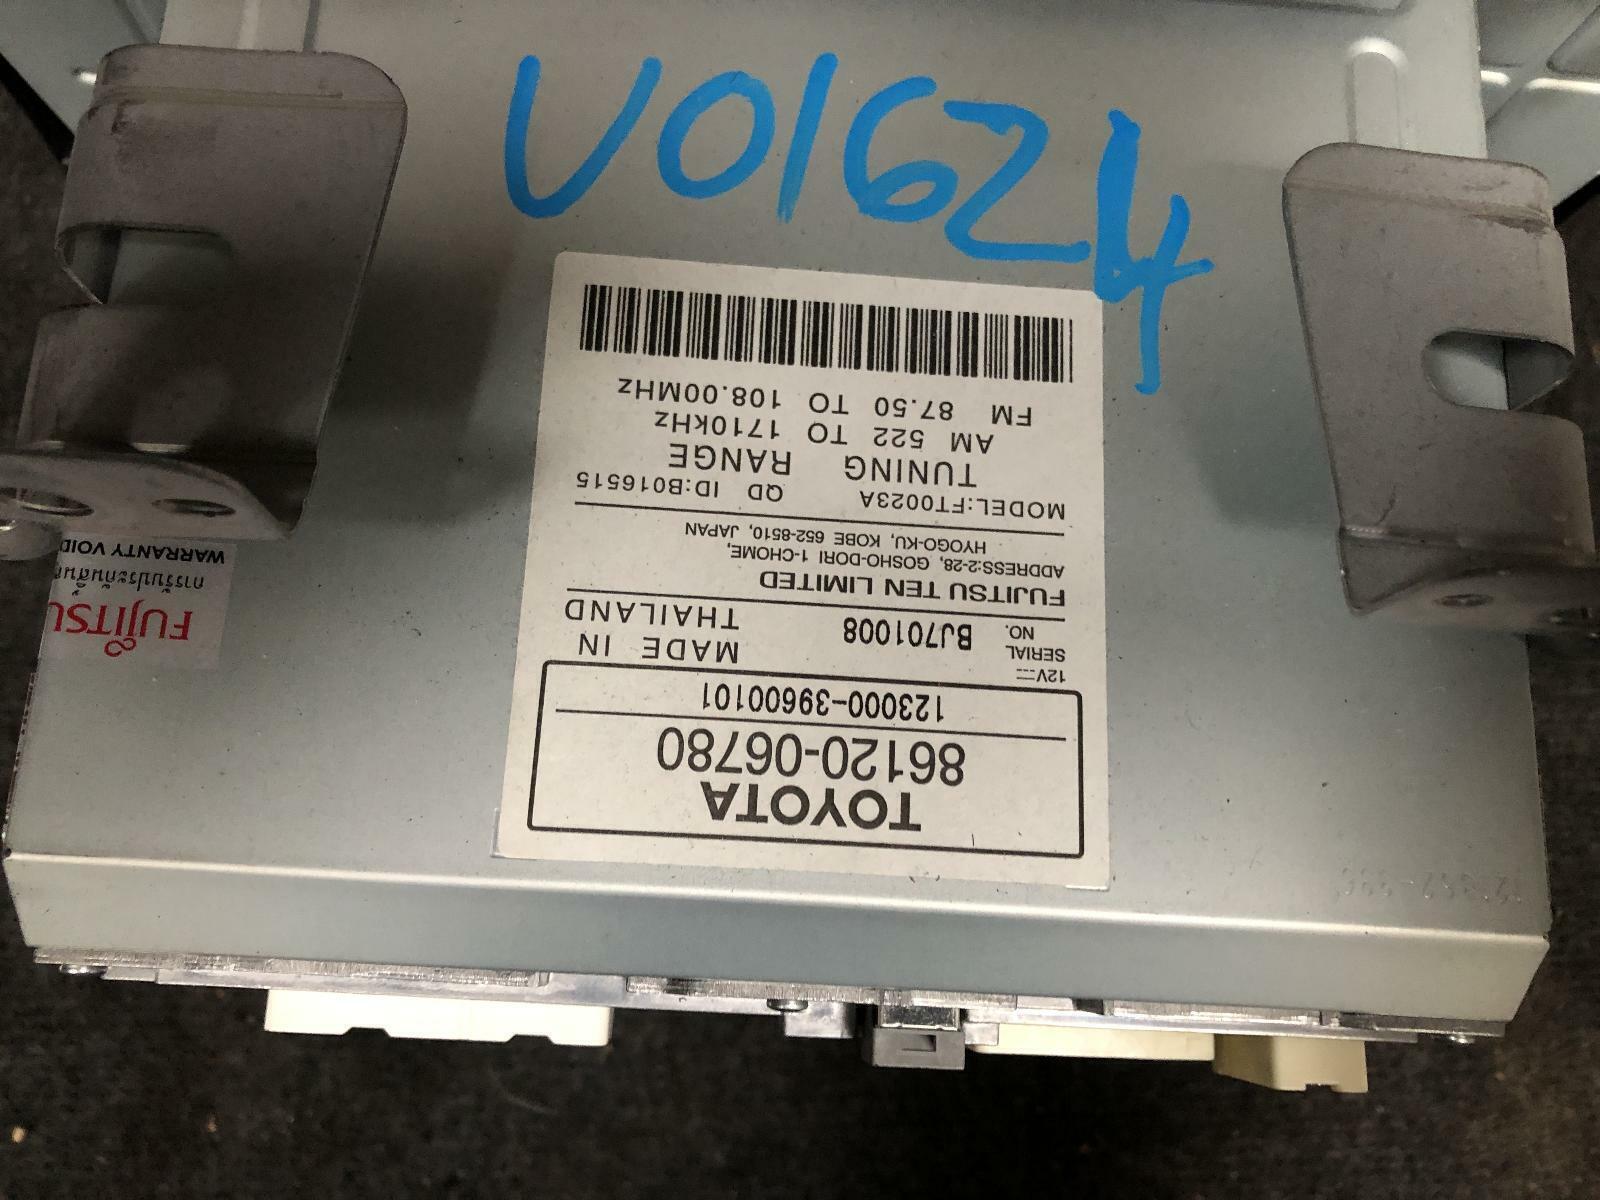 V01624
TOYOTA
86120-06780
123000-39600101
12V
SERIAL NO. BJ701008
MADE IN THAILAND
FUJITSU TEN LIMITED
ADDRESS:2-28, GOSHO-DORI 1-CHOME,
HYOGO-KU, KOBE 652-8510, JAPAN
MODEL:FT0023A QD ID:B016515
TUNING RANGE
AM 522 TO 1710kHz
FM 87.50 TO 108.00MHz
FUJITSU
WARRANTY VOID